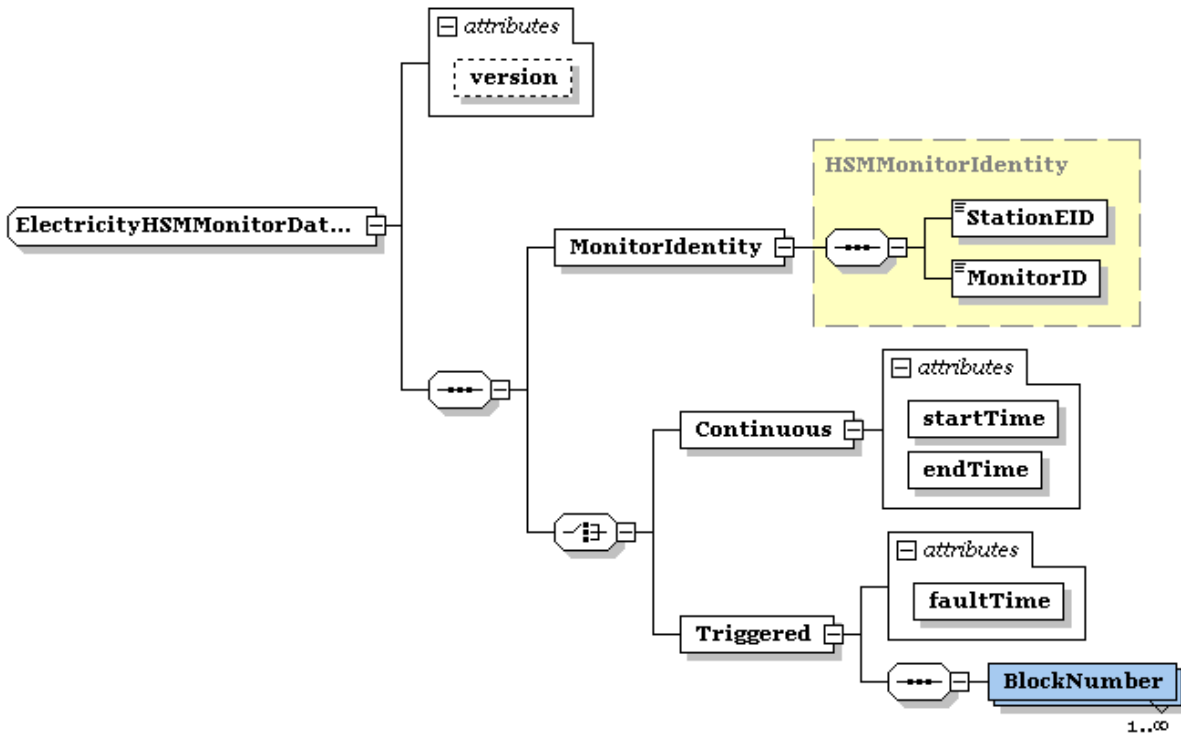 attributes
version
HSMMonitorIdentity
StationEID
ElectricityHSMMonitorDat...
MonitorIdentity
MonitorID
attributes
startTime
Continuous
endTime
attributes
faultTime
Triggered
BlockNumber
1..∞